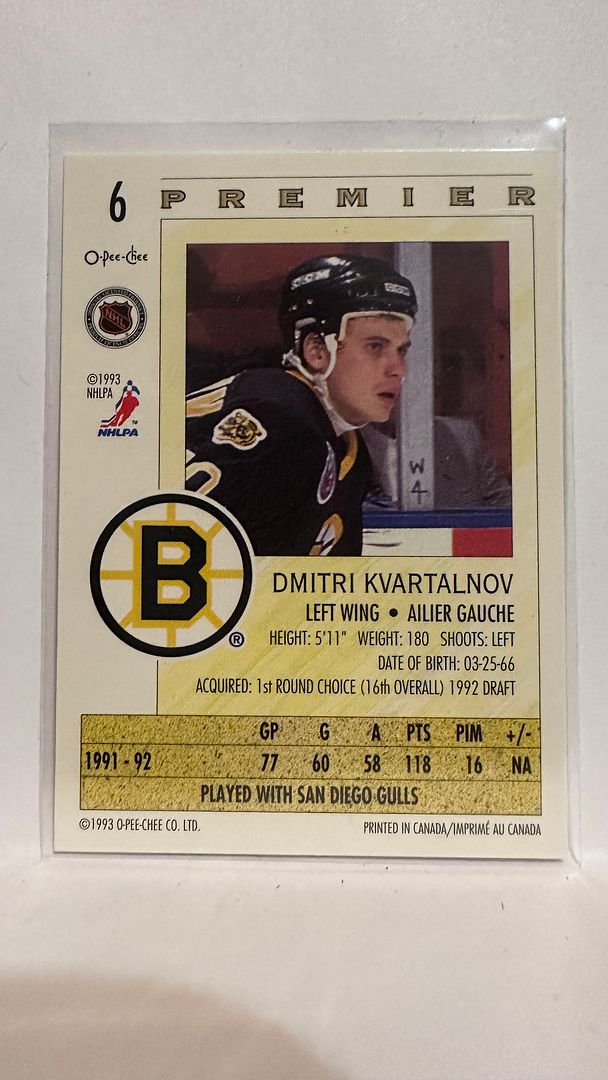 6
PREMIER
O-Pee-Chee
NHL
©1993
NHLPA
NHLPA™
W
4
B
®
DMITRI KVARTALNOV
LEFT WING • AILIER GAUCHE
HEIGHT: 5'11" WEIGHT: 180 SHOOTS: LEFT
DATE OF BIRTH: 03-25-66
ACQUIRED: 1st ROUND CHOICE (16th OVERALL) 1992 DRAFT
GP G A PTS PIM +/-
1991 - 92 77 60 58 118 16 NA
PLAYED WITH SAN DIEGO GULLS
©1993 O-PEE-CHEE CO. LTD.
PRINTED IN CANADA/IMPRIMÉ AU CANADA